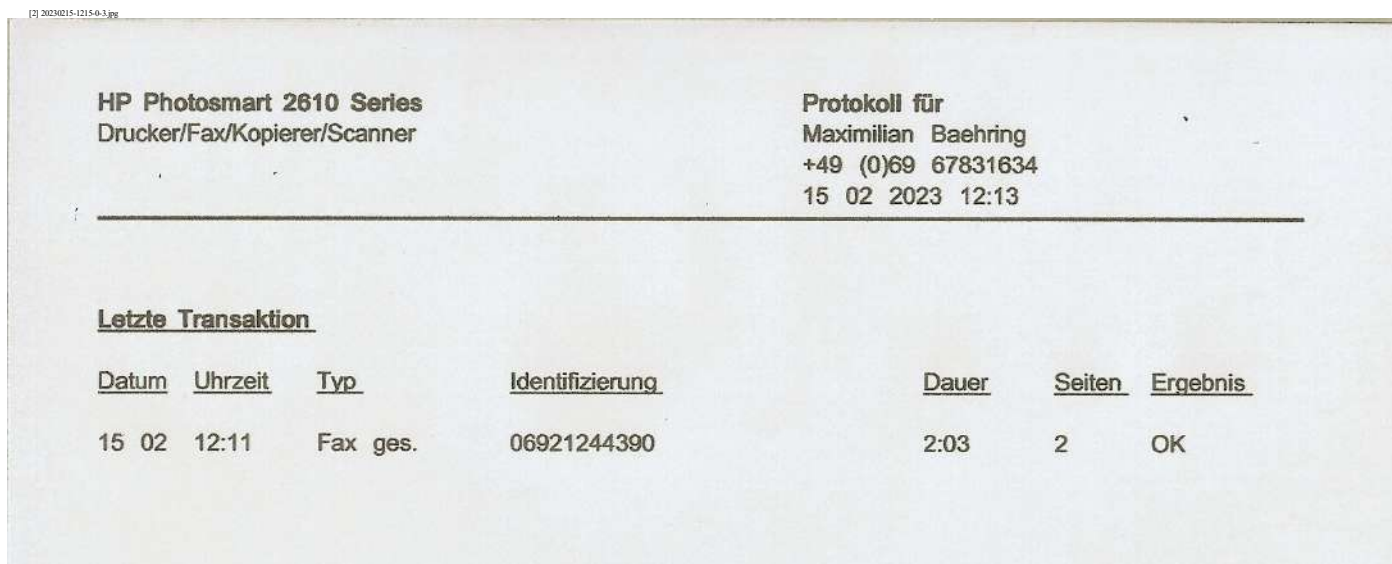 [2] 20230215-1215-0-3.jpg
HP Photosmart 2610 Series
Drucker/Fax/Kopierer/Scanner
Protokoll für
Maximilian Baehring
+49 (0)69 67831634
15 02 2023 12:13
Letzte Transaktion
Datum Uhrzeit Typ Identifizierung Dauer Seiten Ergebnis
15 02 12:11 Fax ges. 06921244390 2:03 2 OK